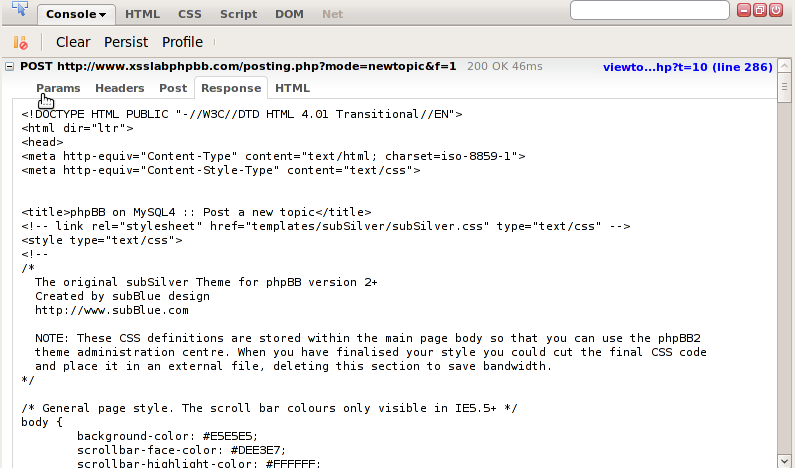 Console HTML CSS Script DOM Net
Clear Persist Profile
POST http://www.xsslabphpbb.com/posting.php?mode=newtopic&f=1 200 OK 46ms viewto...hp?t=10 (line 286)
Params Headers Post Response HTML
<!DOCTYPE HTML PUBLIC "-//W3C//DTD HTML 4.01 Transitional//EN">
<html dir="ltr">
<head>
<meta http-equiv="Content-Type" content="text/html; charset=iso-8859-1">
<meta http-equiv="Content-Style-Type" content="text/css">
<title>phpBB on MySQL4 :: Post a new topic</title>
<!-- link rel="stylesheet" href="templates/subSilver/subSilver.css" type="text/css" -->
<style type="text/css">
<!--
/*
The original subSilver Theme for phpBB version 2+
Created by subBlue design
http://www.subBlue.com
NOTE: These CSS definitions are stored within the main page body so that you can use the phpBB2
theme administration centre. When you have finalised your style you could cut the final CSS code
and place it in an external file, deleting this section to save bandwidth.
*/
/* General page style. The scroll bar colours only visible in IE5.5+ */
body {
background-color: #E5E5E5;
scrollbar-face-color: #DEE3E7;
scrollbar-highlight-color: #FFFFFF;